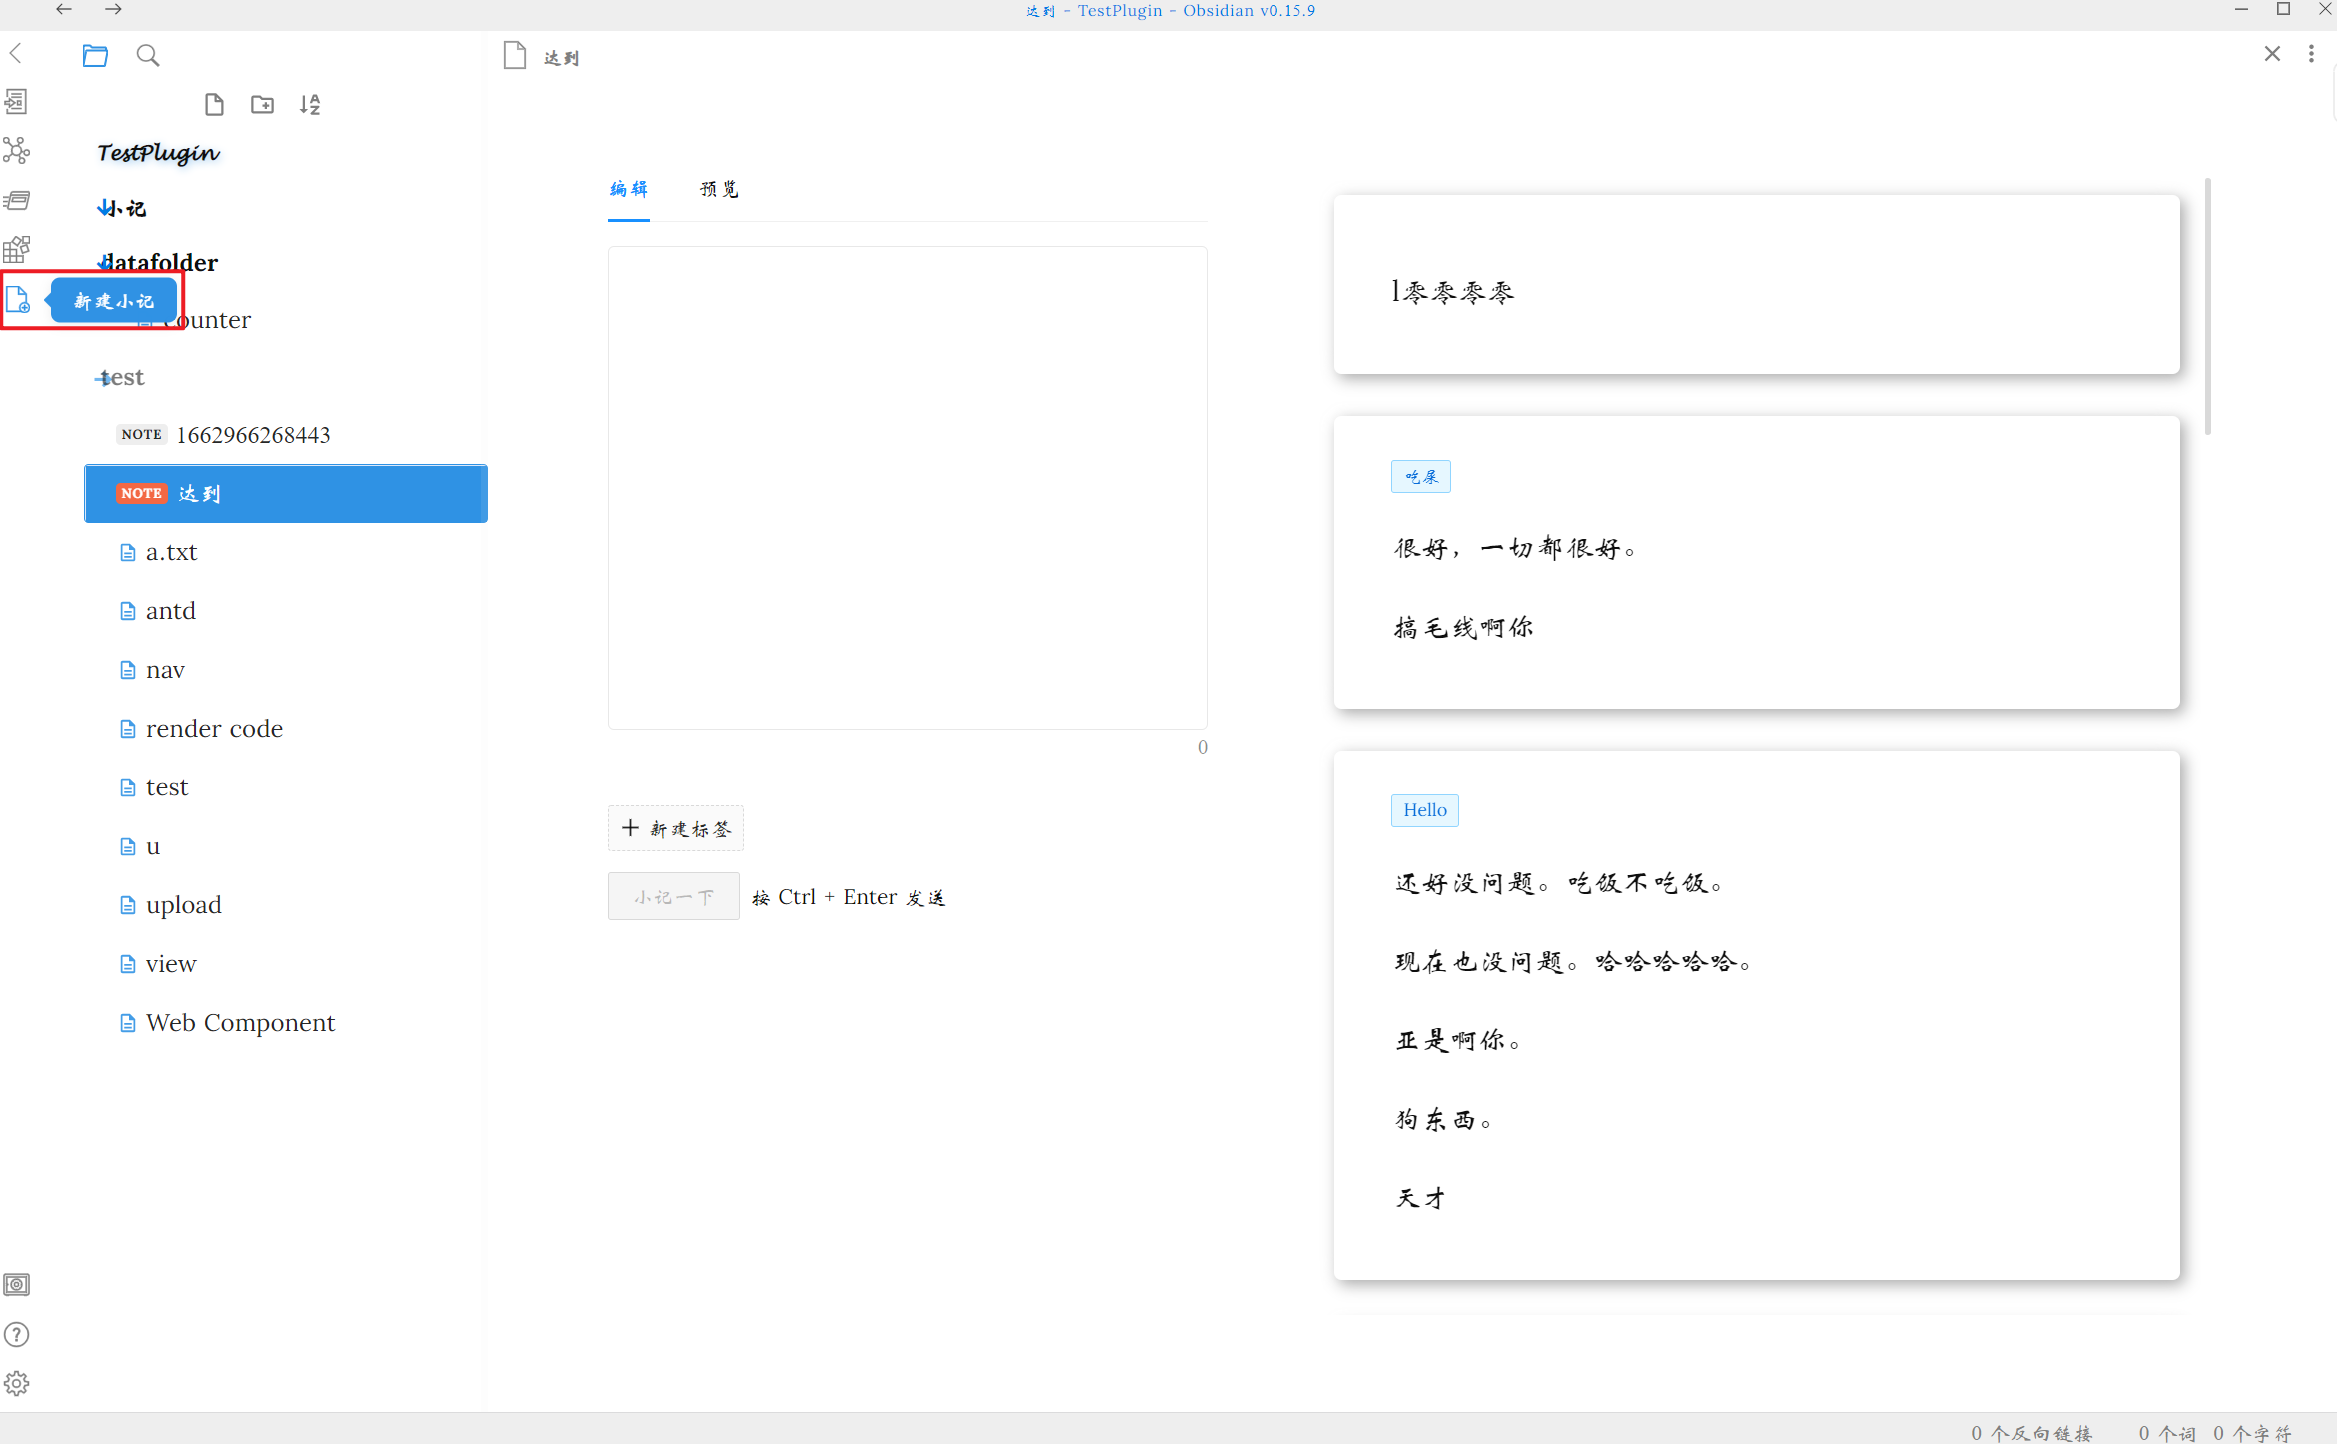 达到 - TestPlugin - Obsidian v0.15.9
达到
TestPlugin
小记
datafolder
新建小记
counter
test
NOTE 1662966268443
NOTE 达到
a.txt
antd
nav
render code
test
u
upload
view
Web Component
编辑 预览
0
+ 新建标签
小记一下 按 Ctrl + Enter 发送
l零零零零
吃屎
很好，一切都很好。
搞毛线啊你
Hello
还好没问题。吃饭不吃饭。
现在也没问题。哈哈哈哈哈。
亚是啊你。
狗东西。
天才
0 个反向链接 0 个词 0 个字符